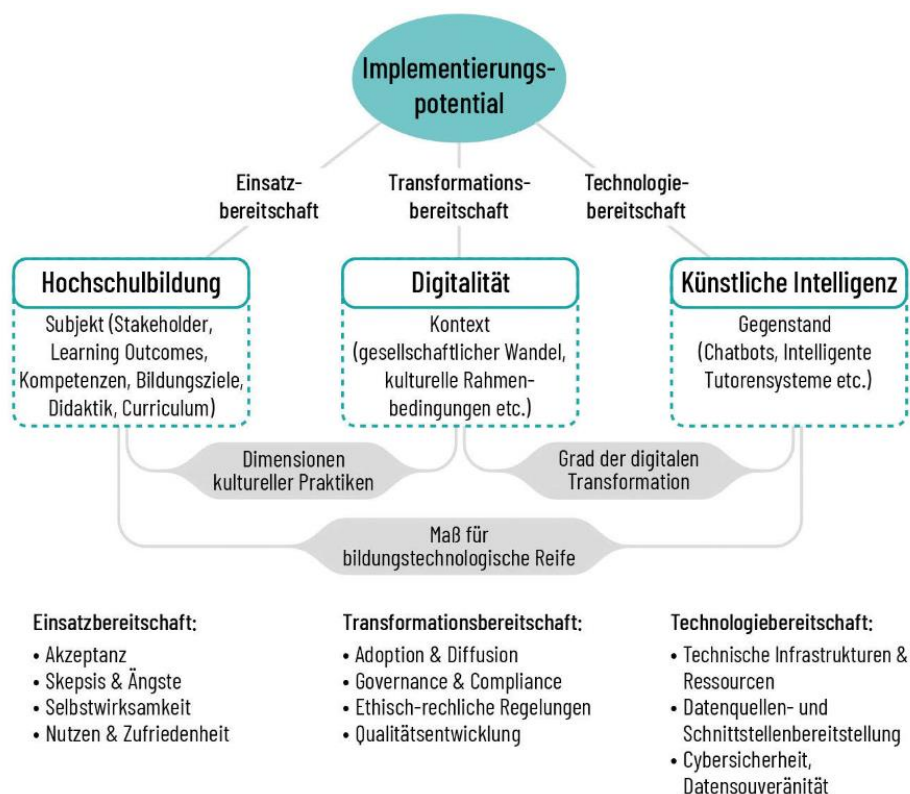 Implementierungs-
potential
Einsatz-
bereitschaft
Transformations-
bereitschaft
Technologie-
bereitschaft
Hochschulbildung
Subjekt (Stakeholder,
Learning Outcomes,
Kompetenzen, Bildungsziele,
Didaktik, Curriculum)
Digitalität
Kontext
(gesellschaftlicher Wandel,
kulturelle Rahmen-
bedingungen etc.)
Künstliche Intelligenz
Gegenstand
(Chatbots, Intelligente
Tutorensysteme etc.)
Dimensionen
kultureller Praktiken
Grad der digitalen
Transformation
Maß für
bildungstechnologische Reife
Einsatzbereitschaft:
• Akzeptanz
• Skepsis & Ängste
• Selbstwirksamkeit
• Nutzen & Zufriedenheit
Transformationsbereitschaft:
• Adoption & Diffusion
• Governance & Compliance
• Ethisch-rechliche Regelungen
• Qualitätsentwicklung
Technologiebereitschaft:
• Technische Infrastrukturen &
Ressourcen
• Datenquellen- und
Schnittstellenbereitstellung
• Cybersicherheit,
Datensouveränität